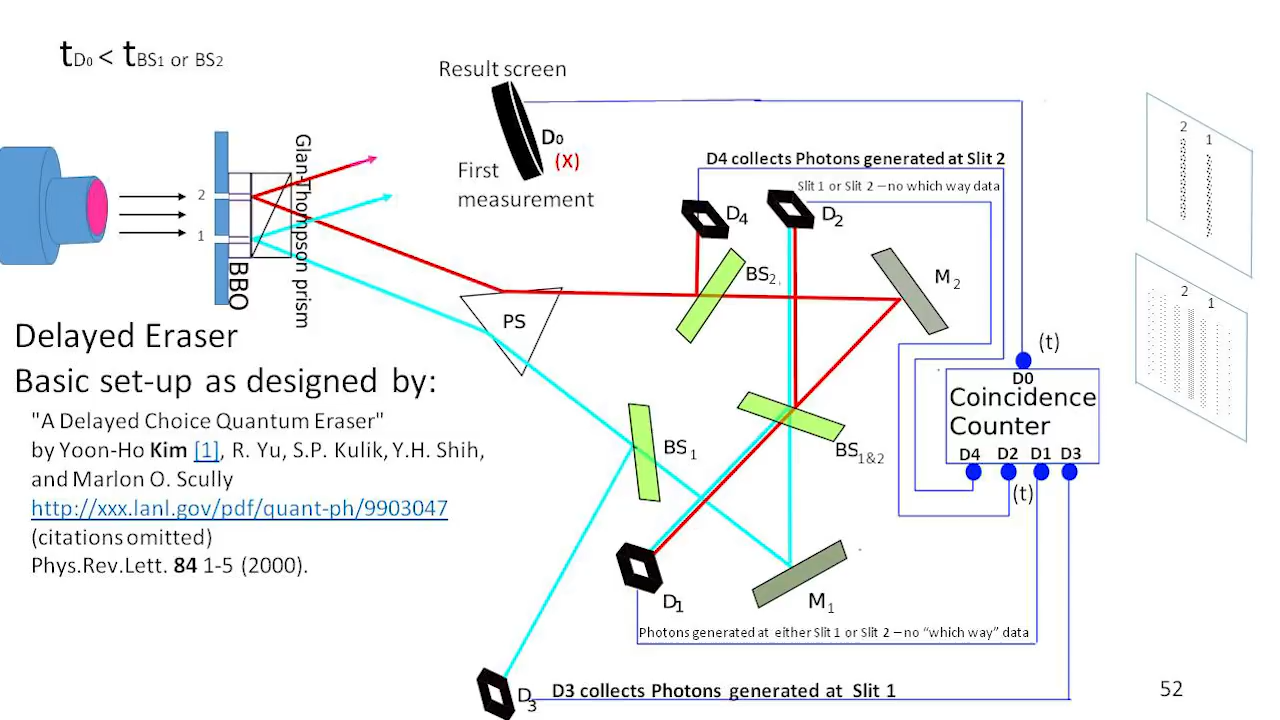 tD₀ < tBS₁ or BS₂
Result screen
D₀
(X)
First
measurement
Glan-Thompson prism
BBO
2
1
D4 collects Photons generated at Slit 2
Slit 1 or Slit 2 – no which way data
D₄
D₂
BS₂
M₂
PS
2
1
2
1
Delayed Eraser
Basic set-up as designed by:
"A Delayed Choice Quantum Eraser"
by Yoon-Ho Kim [1], R. Yu, S.P. Kulik, Y.H. Shih,
and Marlon O. Scully
http://xxx.lanl.gov/pdf/quant-ph/9903047
(citations omitted)
Phys.Rev.Lett. 84 1-5 (2000).
(t)
D0
Coincidence
Counter
D4 D2 D1 D3
(t)
BS₁
BS₁&₂
D₁
M₁
Photons generated at either Slit 1 or Slit 2 – no “which way” data
D₃
D3 collects Photons generated at Slit 1
52